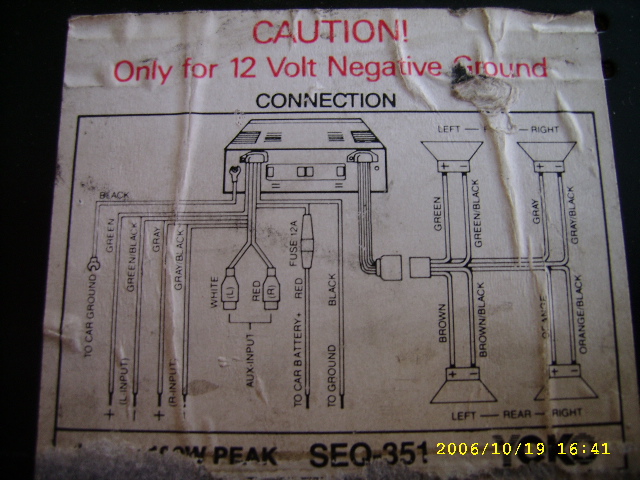 CAUTION!
Only for 12 Volt Negative Ground
CONNECTION
LEFT RIGHT
BLACK
TO CAR GROUND
GREEN
GREEN/BLACK
GRAY
GRAY/BLACK
+ (L INPUT) + (R-INPUT)
WHITE
(L)
RED
(R)
AUX-INPUT
FUSE 12A
RED
TO CAR BATTERY+
BLACK
TO GROUND
GREEN
GREEN/BLACK
GRAY
GRAY/BLACK
BROWN
BROWN/BLACK
ORANGE/BLACK
LEFT — REAR — RIGHT
PEAK SEQ-351
2006/10/19 16:41